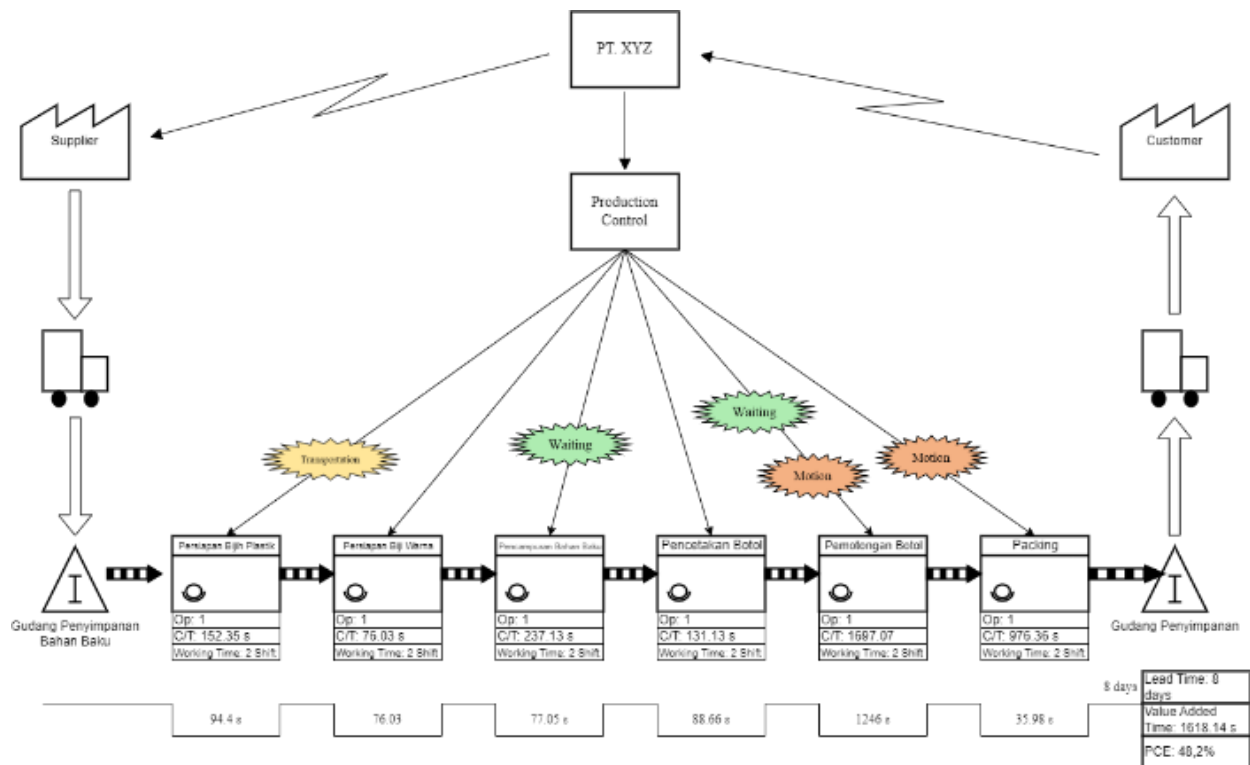 PT. XYZ
Supplier
Customer
Production
Control
Waiting
Transportation
Waiting
Motion
Motion
Persiapan Bijih Plastik
Persiapan Biji Warna
Pencampuran Bahan Baku
Pencetakan Botol
Pemotongan Botol
Packing
I
I
Gudang Penyimpanan
Bahan Baku
Gudang Penyimpanan
Op: 1
Op: 1
Op: 1
Op: 1
Op: 1
Op: 1
C/T: 152.35 s
C/T: 76.03 s
C/T: 237.13 s
C/T: 131.13 s
C/T: 1697.07
C/T: 976.36 s
Working Time: 2 Shift
Working Time: 2 Shift
Working Time: 2 Shift
Working Time: 2 Shift
Working Time: 2 Shift
Working Time: 2 Shift
8 days
Lead Time: 8
days
94.4 s
76.03
77.05 s
88.66 s
1246 s
35.98 s
Value Added
Time: 1618.14 s
PCE: 48,2%